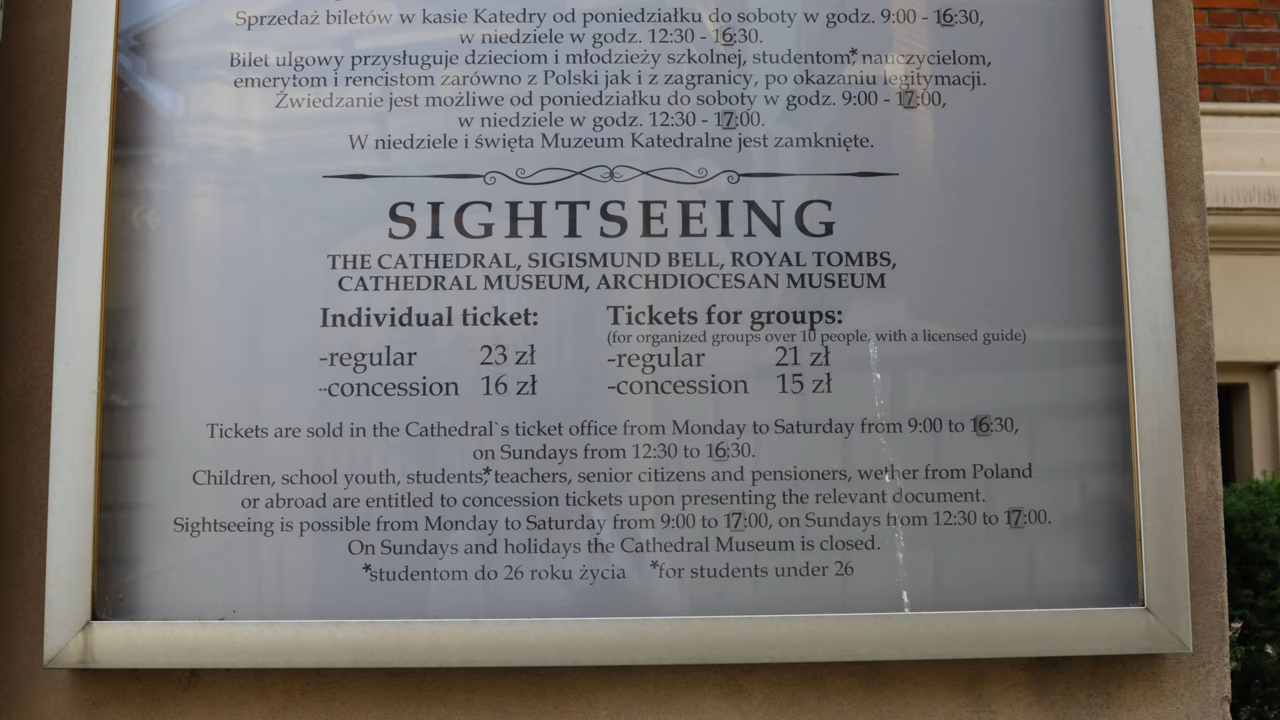 Sprzedaż biletów w kasie Katedry od poniedziałku do soboty w godz. 9:00 - 16:30,
w niedziele w godz. 12:30 - 16:30.
Bilet ulgowy przysługuje dzieciom i młodzieży szkolnej, studentom,* nauczycielom,
emerytom i rencistom zarówno z Polski jak i z zagranicy, po okazaniu legitymacji.
Zwiedzanie jest możliwe od poniedziałku do soboty w godz. 9:00 - 17:00,
w niedziele w godz. 12:30 - 17:00.
W niedziele i święta Muzeum Katedralne jest zamknięte.
SIGHTSEEING
THE CATHEDRAL, SIGISMUND BELL, ROYAL TOMBS,
CATHEDRAL MUSEUM, ARCHDIOCESAN MUSEUM
Individual ticket: Tickets for groups:
(for organized groups over 10 people, with a licensed guide)
-regular 23 zł -regular 21 zł
-concession 16 zł -concession 15 zł
Tickets are sold in the Cathedral`s ticket office from Monday to Saturday from 9:00 to 16:30,
on Sundays from 12:30 to 16:30.
Children, school youth, students,* teachers, senior citizens and pensioners, wether from Poland
or abroad are entitled to concession tickets upon presenting the relevant document.
Sightseeing is possible from Monday to Saturday from 9:00 to 17:00, on Sundays from 12:30 to 17:00.
On Sundays and holidays the Cathedral Museum is closed.
*studentom do 26 roku życia *for students under 26